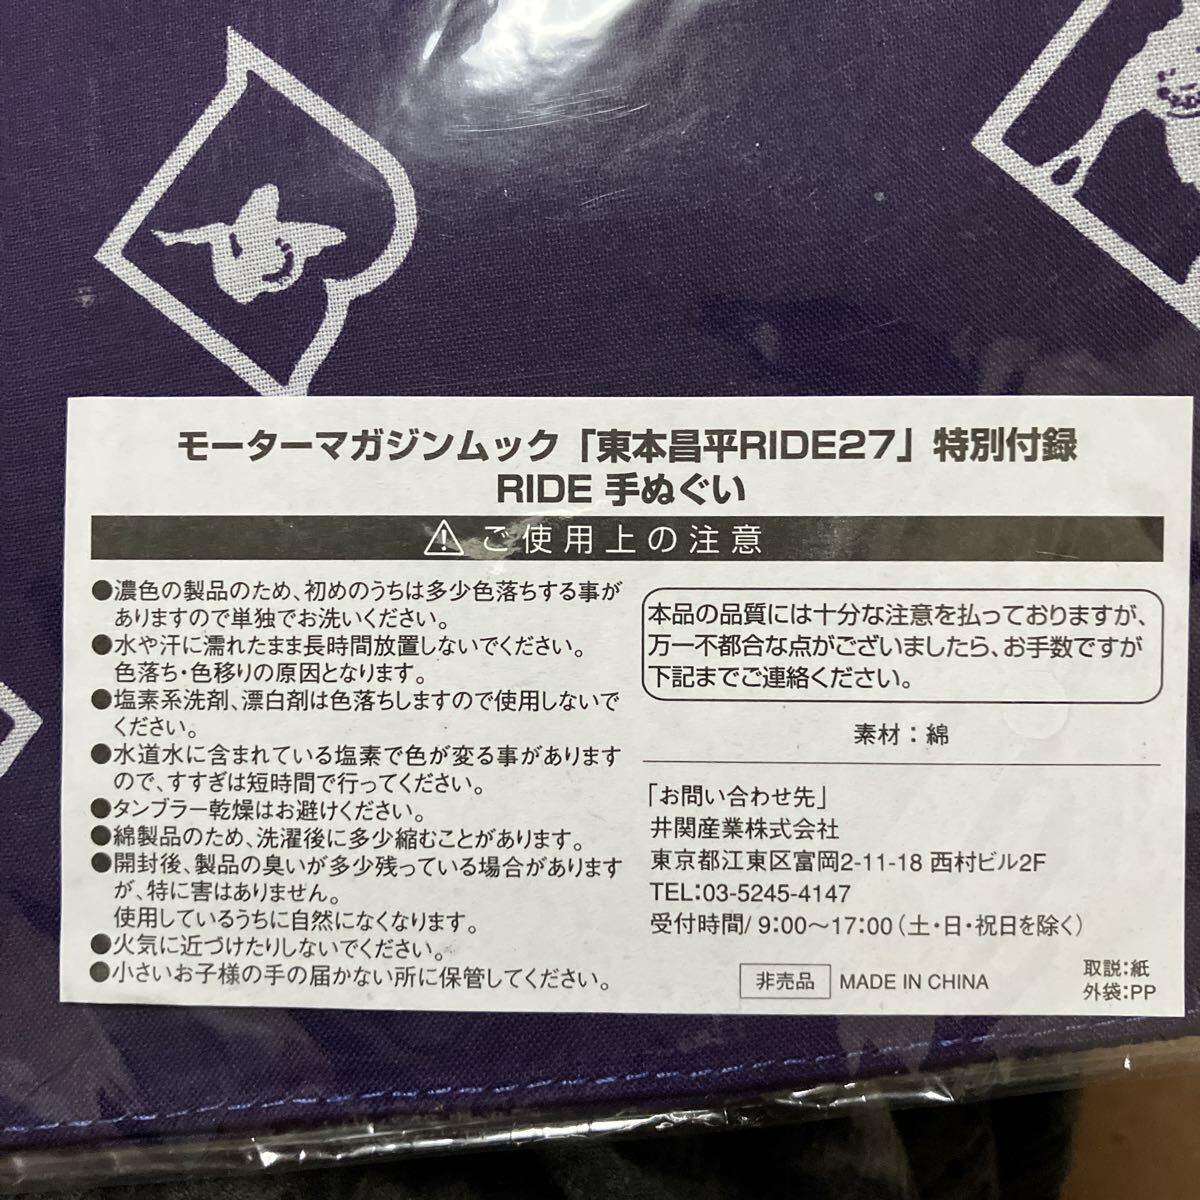 モーターマガジンムック「東本昌平RIDE27」特別付録
RIDE 手ぬぐい
ご使用上の注意
●濃色の製品のため、初めのうちは多少色落ちする事が
ありますので単独でお洗いください。
●水や汗に濡れたまま長時間放置しないでください。
色落ち・色移りの原因となります。
●塩素系洗剤、漂白剤は色落ちしますので使用しないで
ください。
●水道水に含まれている塩素で色が変る事があります
ので、すすぎは短時間で行ってください。
●タンブラー乾燥はお避けください。
●綿製品のため、洗濯後に多少縮むことがあります。
●開封後、製品の臭いが多少残っている場合があります
が、特に害はありません。
使用しているうちに自然になくなります。
●火気に近づけたりしないでください。
●小さいお子様の手の届かない所に保管してください。
本品の品質には十分な注意を払っておりますが、
万一不都合な点がございましたら、お手数ですが
下記までご連絡ください。
素材：綿
「お問い合わせ先」
井関産業株式会社
東京都江東区富岡2-11-18 西村ビル2F
TEL:03-5245-4147
受付時間/ 9:00～17:00（土・日・祝日を除く）
非売品 MADE IN CHINA
取説：紙
外袋：PP